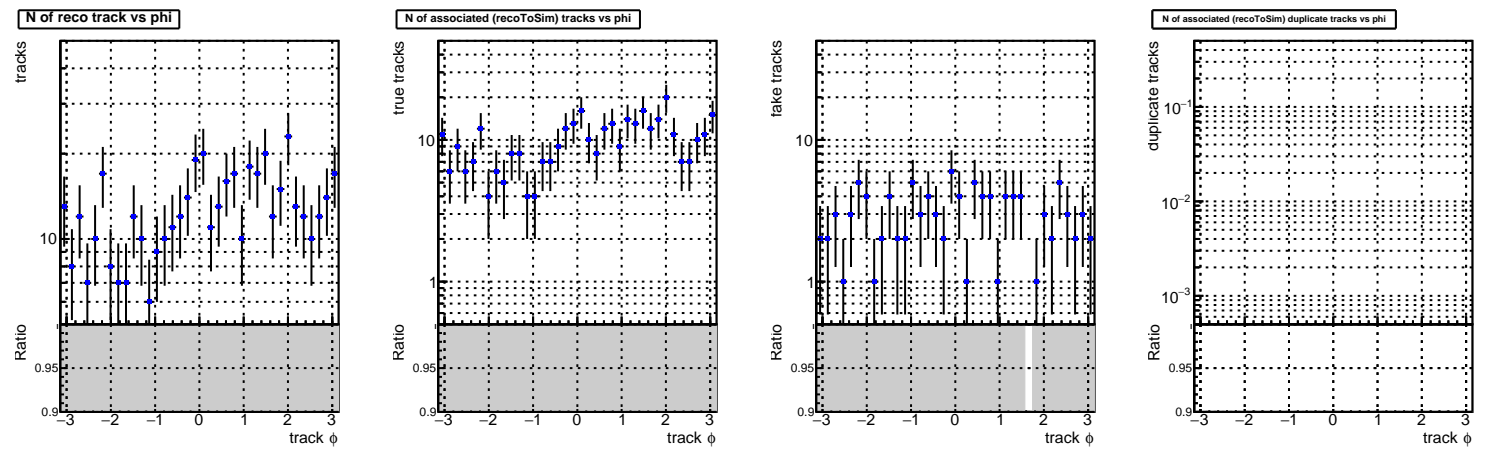 N of reco track vs phi
tracks
10
Ratio
0.95
0.9
−3 −2 −1 0 1 2 3
track ϕ
N of associated (recoToSim) tracks vs phi
true tracks
10
1
Ratio
0.95
0.9
−3 −2 −1 0 1 2 3
track ϕ
fake tracks
10
1
Ratio
0.95
0.9
−3 −2 −1 0 1 2 3
track ϕ
N of associated (recoToSim) duplicate tracks vs phi
duplicate tracks
10⁻¹
10⁻²
10⁻³
Ratio
0.95
0.9
−3 −2 −1 0 1 2 3
track ϕ